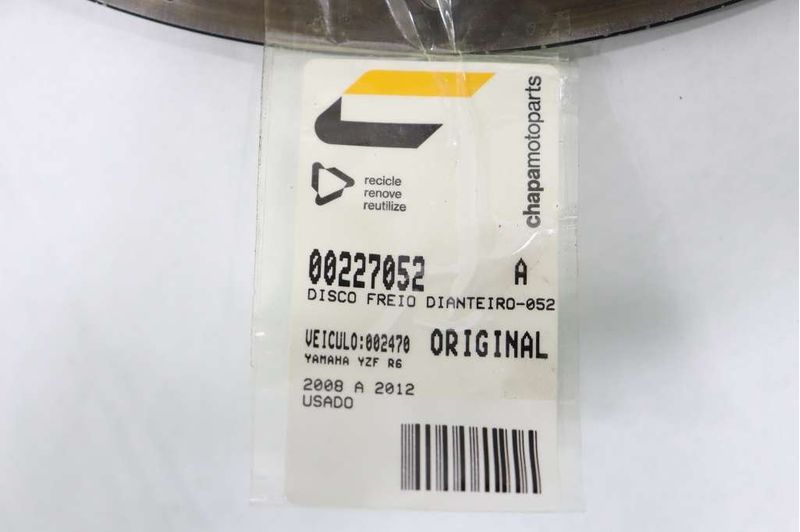 chapamotoparts
recicle
renove
reutilize
00227052 A
DISCO FREIO DIANTEIRO-052
VEICULO:002470 ORIGINAL
YAMAHA YZF R6
2008 A 2012
USADO